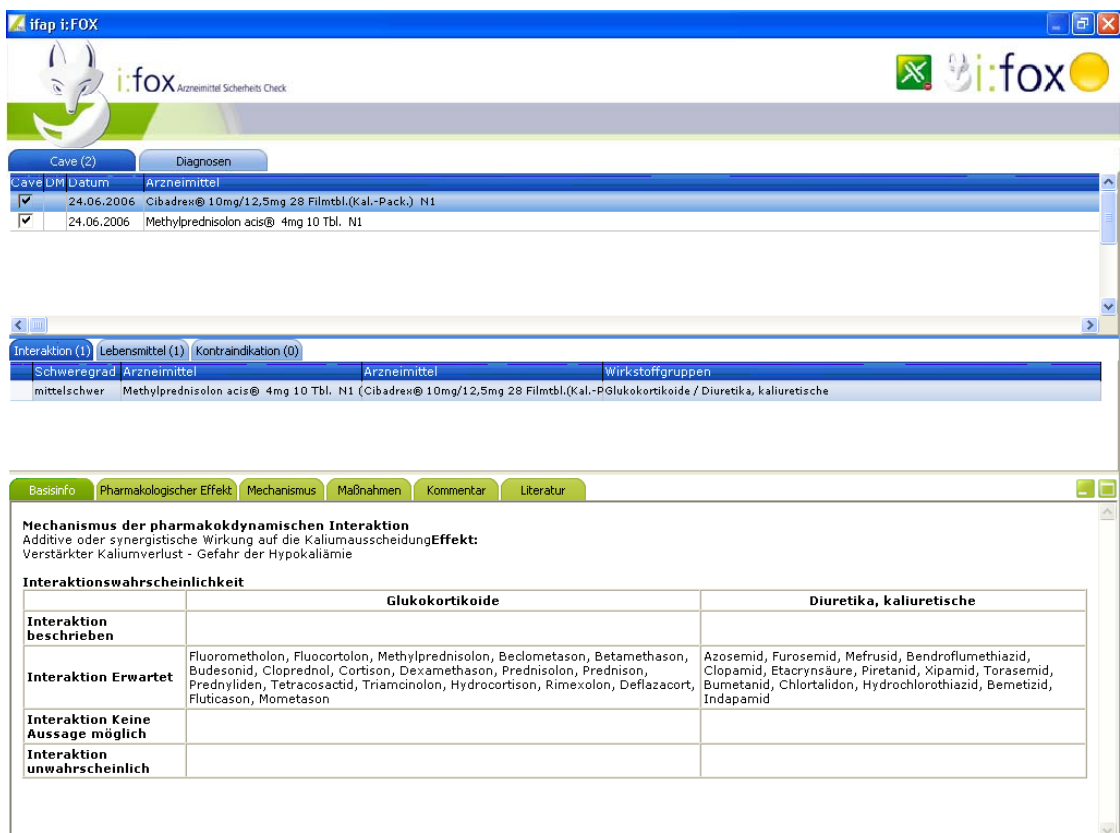 ifap i:FOX
i:fox Arzneimittel Sicherheits Check
i:fox
Cave (2) Diagnosen
Cave DM Datum Arzneimittel
24.06.2006 Cibadrex® 10mg/12,5mg 28 Filmtbl.(Kal.-Pack.) N1
24.06.2006 Methylprednisolon acis® 4mg 10 Tbl. N1
Interaktion (1) Lebensmittel (1) Kontraindikation (0)
Schweregrad Arzneimittel Arzneimittel Wirkstoffgruppen
mittelschwer Methylprednisolon acis® 4mg 10 Tbl. N1 (Cibadrex® 10mg/12,5mg 28 Filmtbl.(Kal.-P Glukokortikoide / Diuretika, kaliuretische
Basisinfo Pharmakologischer Effekt Mechanismus Maßnahmen Kommentar Literatur
Mechanismus der pharmakokdynamischen Interaktion
Additive oder synergistische Wirkung auf die KaliumausscheidungEffekt:
Verstärkter Kaliumverlust - Gefahr der Hypokaliämie
Interaktionswahrscheinlichkeit
Glukokortikoide Diuretika, kaliuretische
Interaktion
beschrieben
Interaktion Erwartet
Fluorometholon, Fluocortolon, Methylprednisolon, Beclometason, Betamethason,
Budesonid, Cloprednol, Cortison, Dexamethason, Prednisolon, Prednison,
Prednyliden, Tetracosactid, Triamcinolon, Hydrocortison, Rimexolon, Deflazacort,
Fluticason, Mometason
Azosemid, Furosemid, Mefrusid, Bendroflumethiazid,
Clopamid, Etacrynsäure, Piretanid, Xipamid, Torasemid,
Bumetanid, Chlortalidon, Hydrochlorothiazid, Bemetizid,
Indapamid
Interaktion Keine
Aussage möglich
Interaktion
unwahrscheinlich